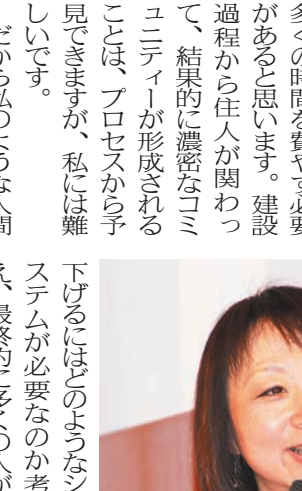 多くの時間を費やす必要
があると思います。建設
過程から住人が関わっ
て、結果的に濃密なコミ
ュニティーが形成される
ことは、プロセスから予
見できますが、私には難
しいです。
だから私のような人間
下げるにはどのようなシ
ステムが必要なのか考
え、最終的に多くの人が